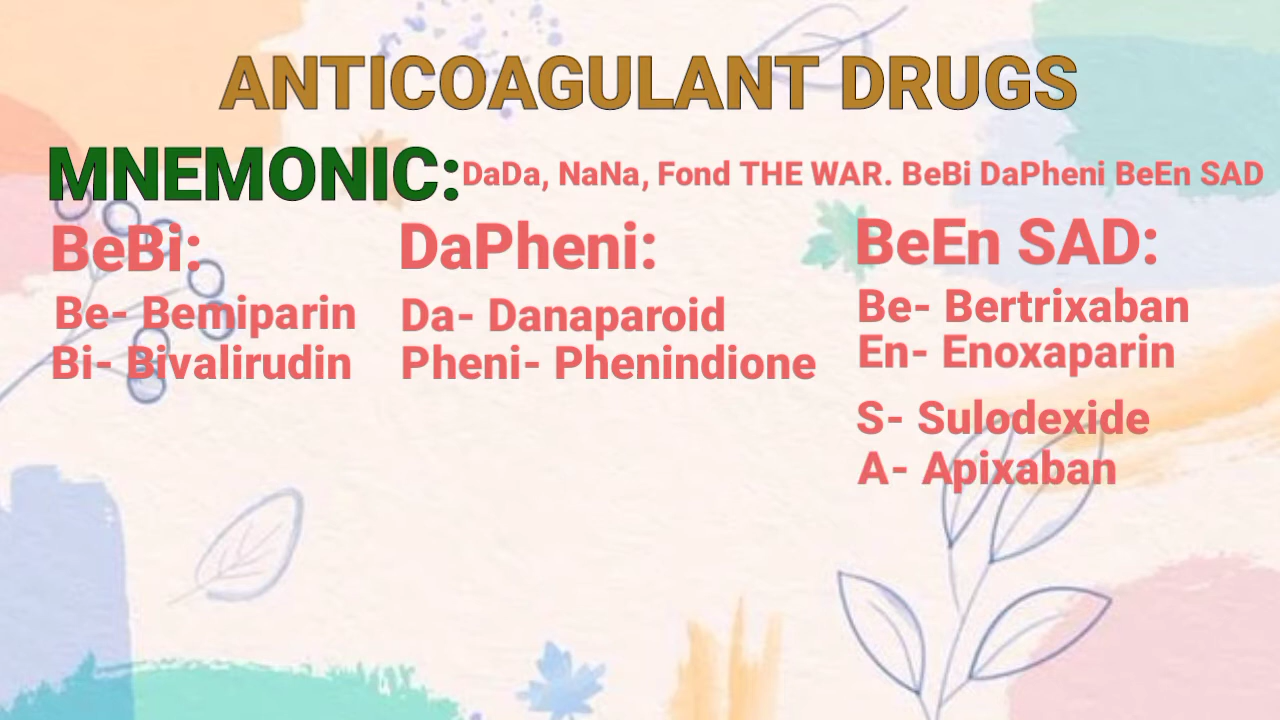 ANTICOAGULANT DRUGS
MNEMONIC: DaDa, NaNa, Fond THE WAR. BeBi DaPheni BeEn SAD
BeBi:
Be- Bemiparin
Bi- Bivalirudin
DaPheni:
Da- Danaparoid
Pheni- Phenindione
BeEn SAD:
Be- Bertrixaban
En- Enoxaparin
S- Sulodexide
A- Apixaban